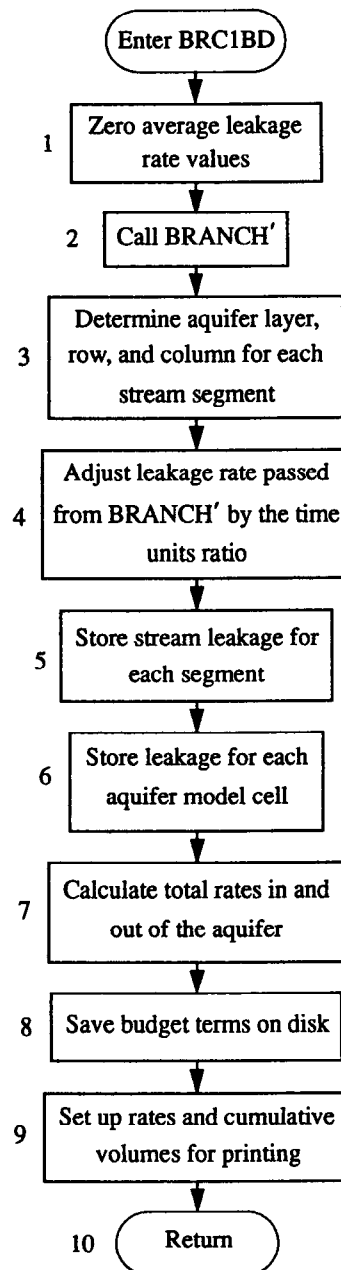 Enter BRC1BD
1
Zero average leakage
rate values
2
Call BRANCH′
3
Determine aquifer layer,
row, and column for each
stream segment
4
Adjust leakage rate passed
from BRANCH′ by the time
units ratio
5
Store stream leakage for
each segment
6
Store leakage for each
aquifer model cell
7
Calculate total rates in and
out of the aquifer
8
Save budget terms on disk
9
Set up rates and cumulative
volumes for printing
10
Return